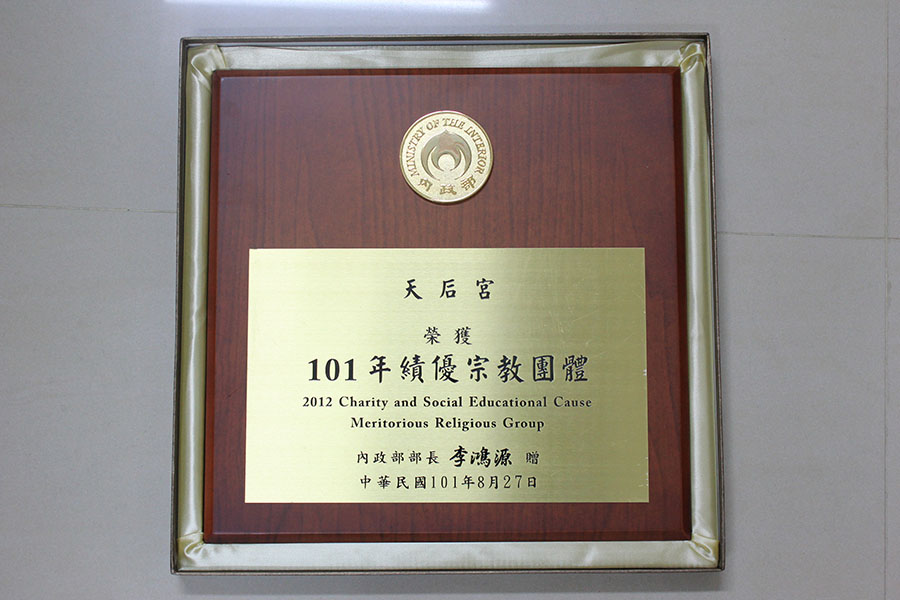 MINISTRY OF THE INTERIOR
內政部
天后宮
榮獲
101年績優宗教團體
2012 Charity and Social Educational Cause
Meritorious Religious Group
內政部部長 李鴻源 贈
中華民國101年8月27日